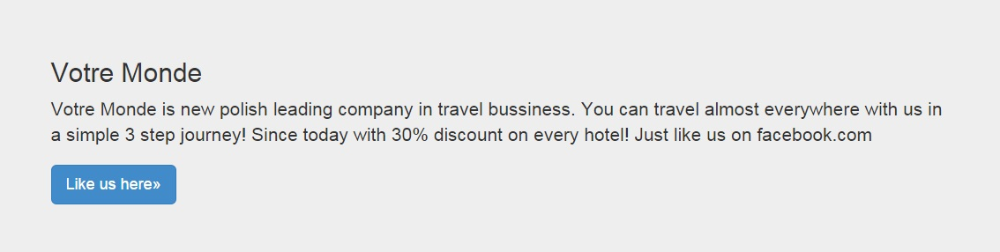 Votre Monde
Votre Monde is new polish leading company in travel bussiness. You can travel almost everywhere with us in
a simple 3 step journey! Since today with 30% discount on every hotel! Just like us on facebook.com
Like us here»